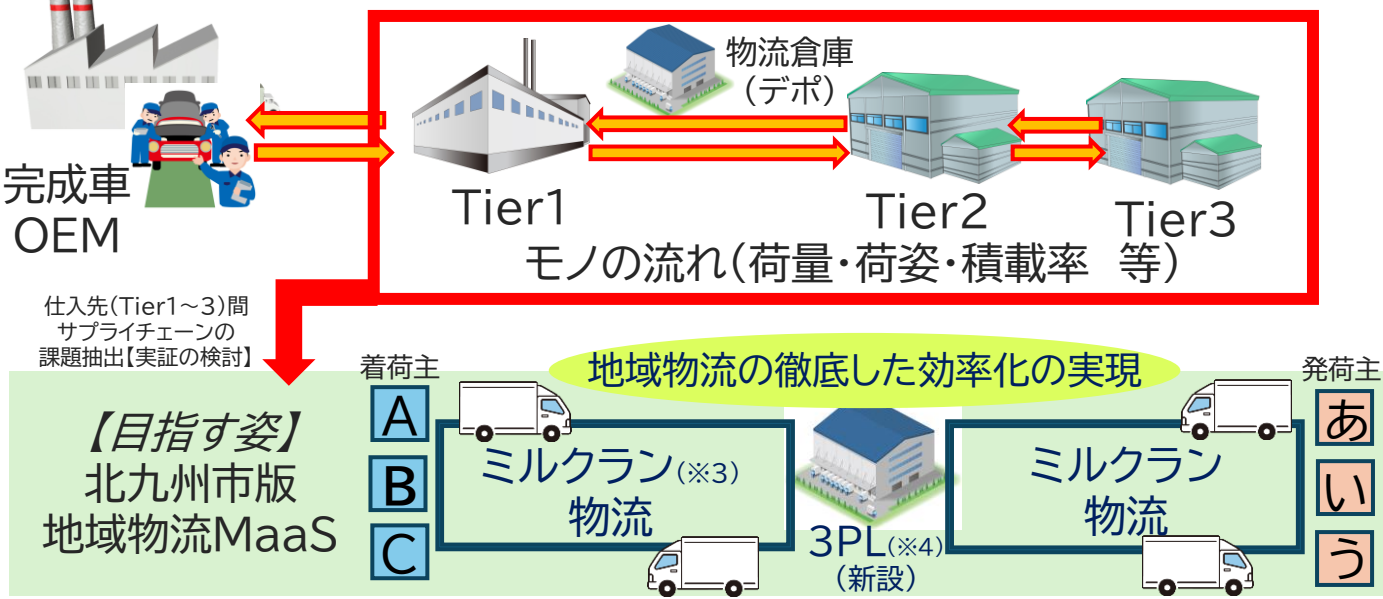 物流倉庫
(デポ)
完成車
OEM
Tier1
Tier2
Tier3
モノの流れ(荷量・荷姿・積載率 等)
仕入先(Tier1～3)間
サプライチェーンの
課題抽出【実証の検討】
【目指す姿】
北九州市版
地域物流MaaS
地域物流の徹底した効率化の実現
着荷主
A
B
C
ミルクラン(※3)
物流
3PL(※4)
(新設)
ミルクラン
物流
発荷主
あ
い
う